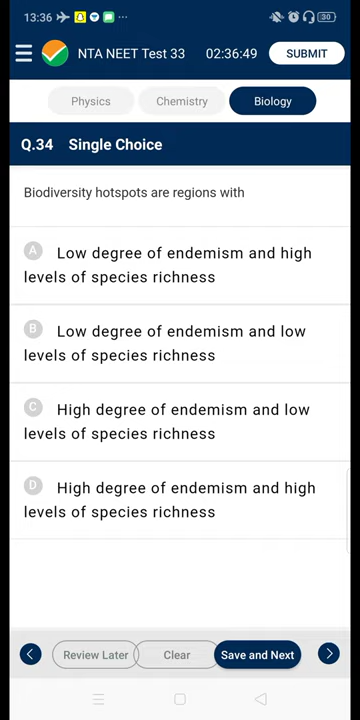 13:36
30
NTA NEET Test 33 02:36:49 SUBMIT
Physics Chemistry Biology
Q.34 Single Choice
Biodiversity hotspots are regions with
A Low degree of endemism and high
levels of species richness
B Low degree of endemism and low
levels of species richness
C High degree of endemism and low
levels of species richness
D High degree of endemism and high
levels of species richness
Review Later Clear Save and Next